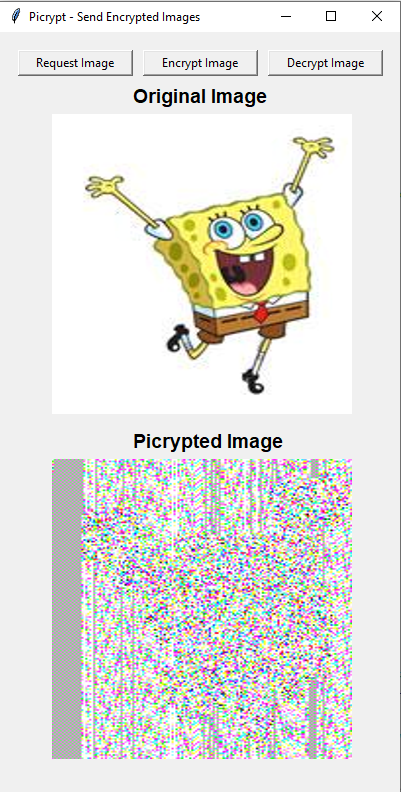 Picrypt - Send Encrypted Images
Request Image Encrypt Image Decrypt Image
Original Image
Picrypted Image